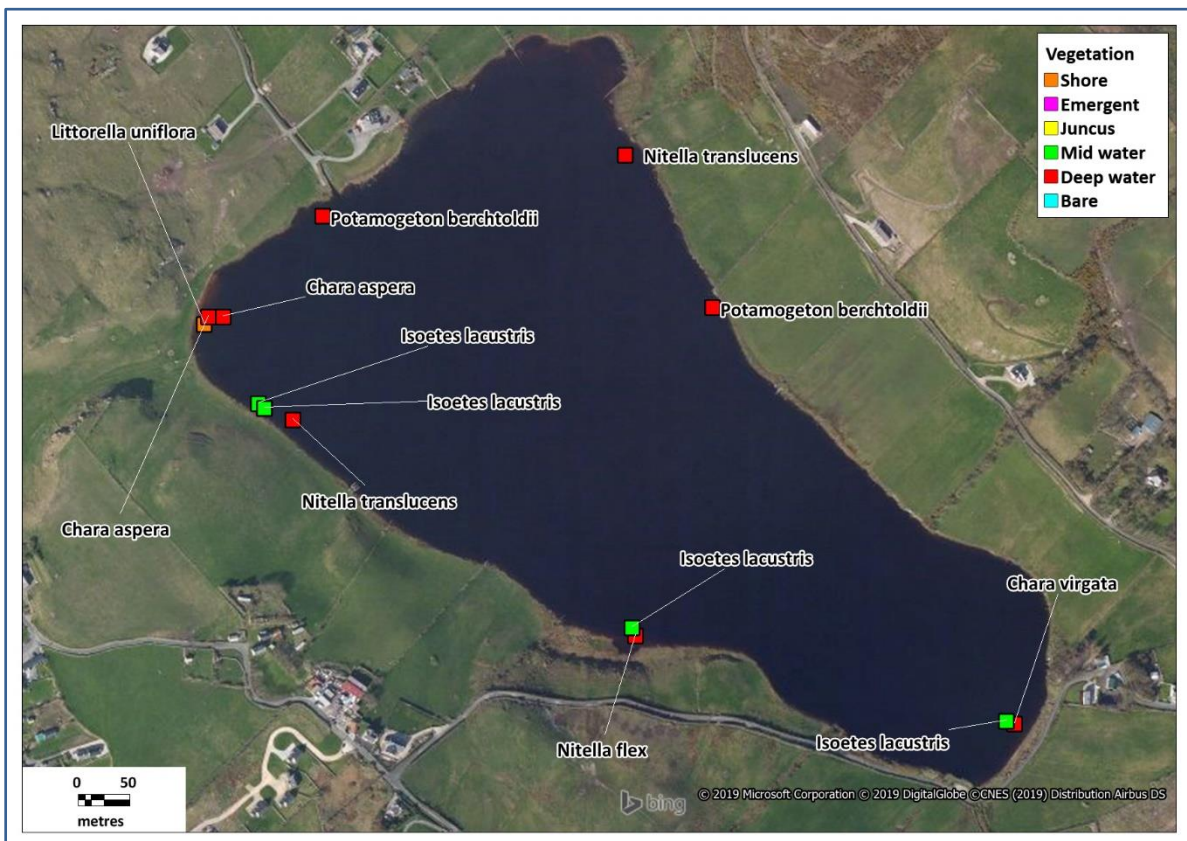 Vegetation
Shore
Emergent
Juncus
Mid water
Deep water
Bare
Littorella uniflora
Nitella translucens
Potamogeton berchtoldii
Chara aspera
Potamogeton berchtoldii
Isoetes lacustris
Isoetes lacustris
Nitella translucens
Chara aspera
Isoetes lacustris
Chara virgata
Nitella flex
Isoetes lacustris
0 50
metres
bing
© 2019 Microsoft Corporation © 2019 DigitalGlobe ©CNES (2019) Distribution Airbus DS